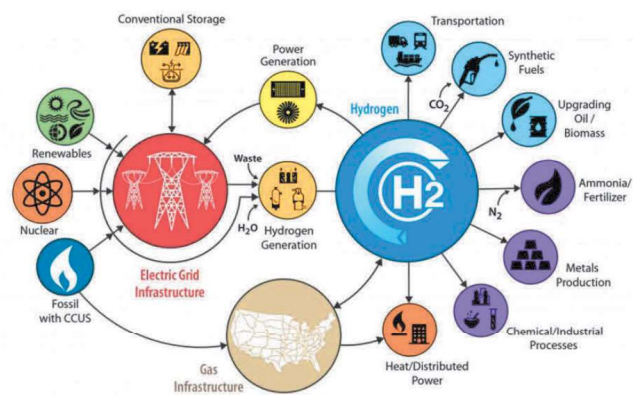 Conventional Storage
Power
Generation
Transportation
Synthetic
Fuels
Hydrogen
CO2
Upgrading
Oil /
Biomass
Renewables
Waste
H2
Ammonia/
Fertilizer
N2
Nuclear
H2O
Hydrogen
Generation
Electric Grid
Infrastructure
Metals
Production
Fossil
with CCUS
Chemical/Industrial
Processes
Gas
Infrastructure
Heat/Distributed
Power